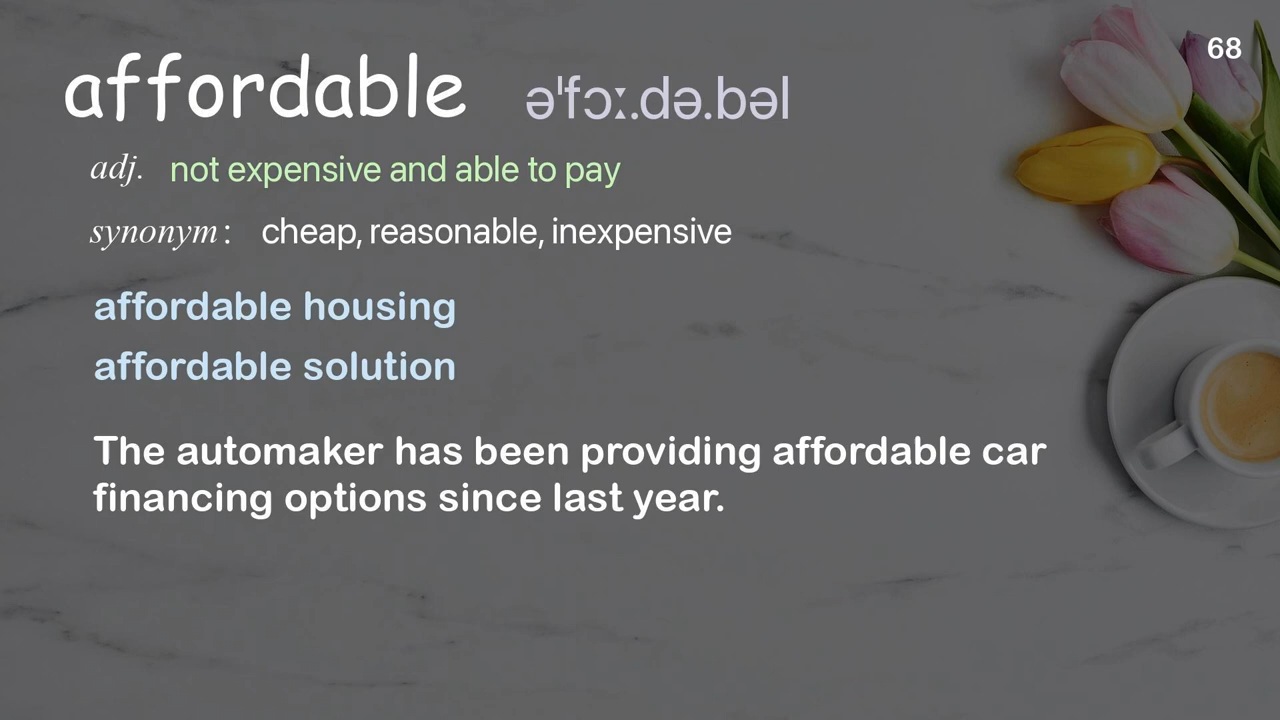 68
affordable əˈfɔː.də.bəl
adj. not expensive and able to pay
synonym: cheap, reasonable, inexpensive
affordable housing
affordable solution
The automaker has been providing affordable car
financing options since last year.